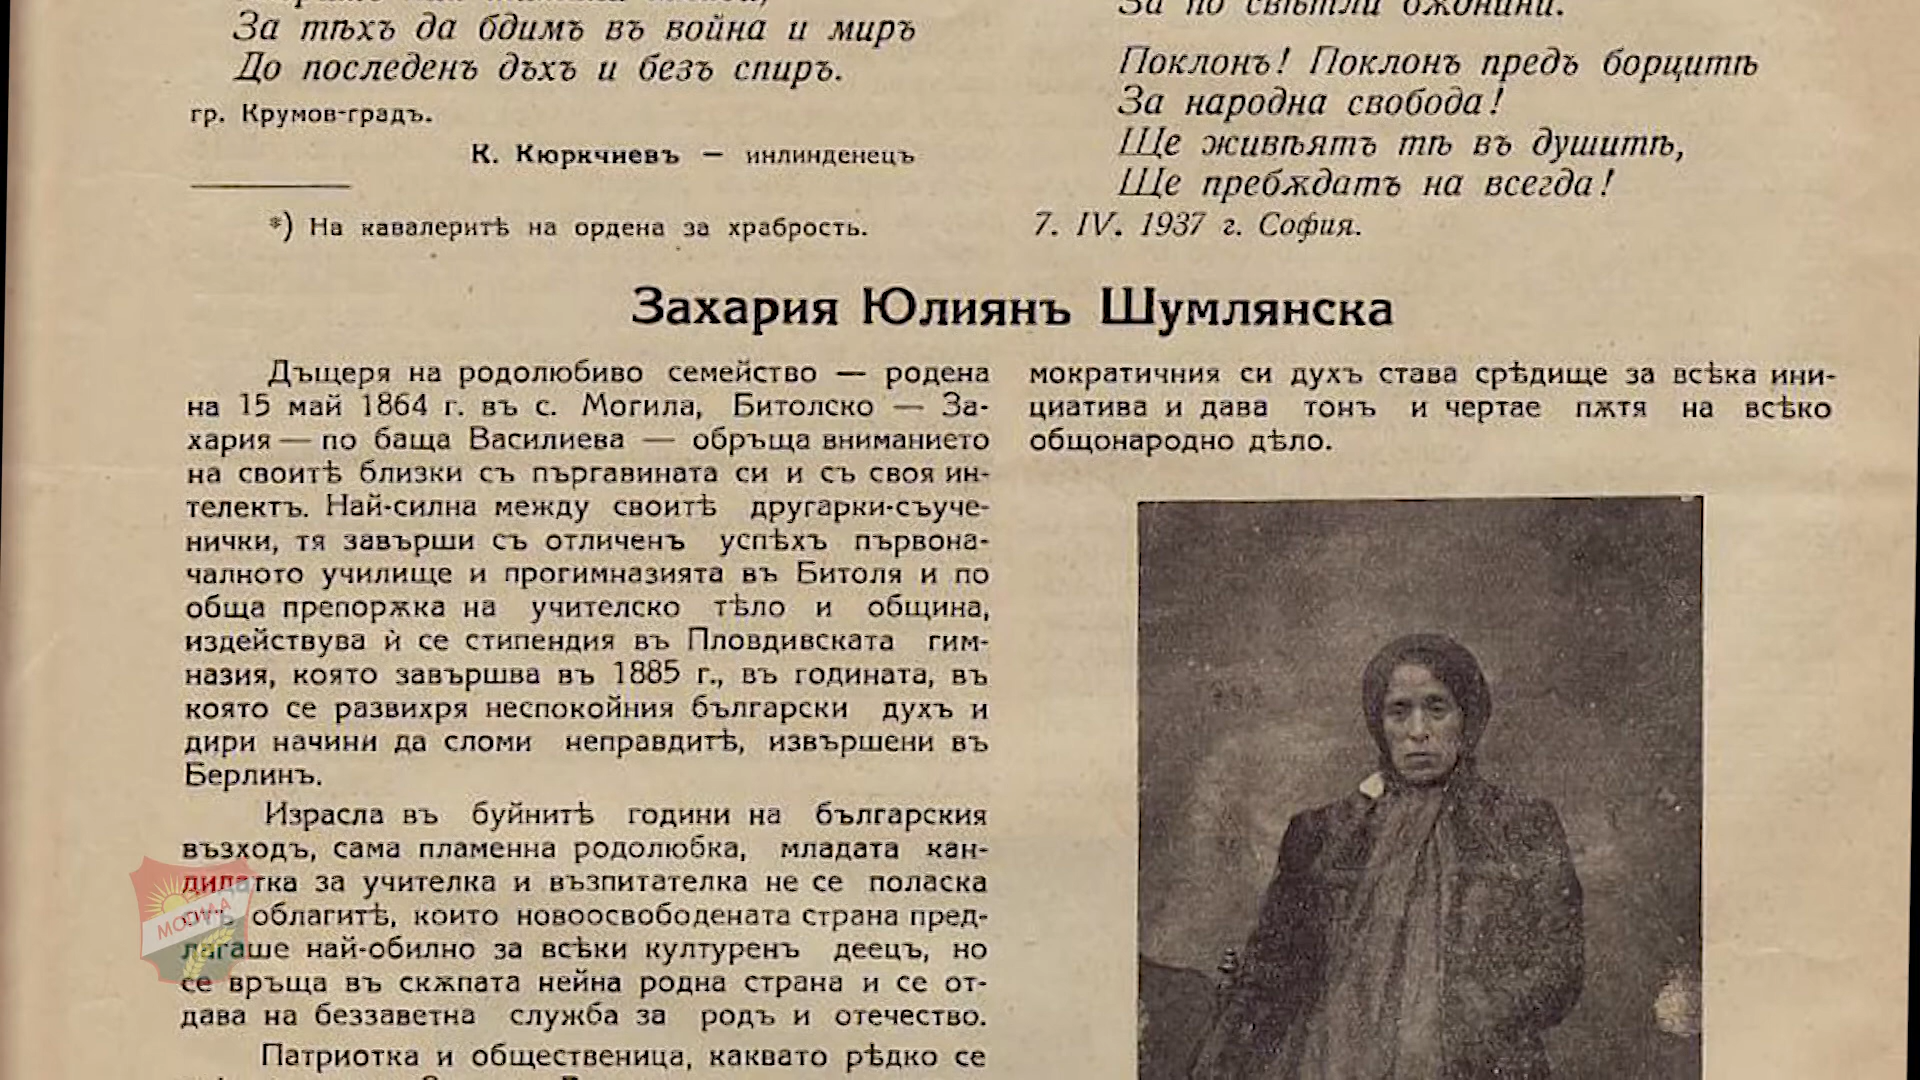 За тѣхъ да бдимъ въ война и миръ
До последенъ дъхъ и безъ спиръ.
гр. Крумов-градъ.
К. Кюркчиевъ — инлинденецъ
*) На кавалеритѣ на ордена за храбрость.
За по свѣтли
Поклонъ! Поклонъ предъ борцитѣ
За народна свобода!
Ще живѣятъ тѣ въ душитѣ,
Ще пребѫдатъ на всегда!
7. IV. 1937 г. София.
Захария Юлиянъ Шумлянска
Дъщеря на родолюбиво семейство — родена
на 15 май 1864 г. въ с. Могила, Битолско — За-
хария — по баща Василиева — обръща вниманието
на своитѣ близки съ пъргавината си и съ своя ин-
телектъ. Най-силна между своитѣ другарки-съуче-
нички, тя завърши съ отличенъ успѣхъ първона-
чалното училище и прогимназията въ Битоля и по
обща препорѫка на учителско тѣло и община,
издействува ѝ се стипендия въ Пловдивската гим-
назия, която завършва въ 1885 г., въ годината, въ
която се развихря неспокойния български духъ и
дири начини да сломи неправдитѣ, извършени въ
Берлинъ.
Израсла въ буйнитѣ години на българския
възходъ, сама пламенна родолюбка, младата кан-
дидатка за учителка и възпитателка не се поласка
отъ облагитѣ, които новоосвободената страна пред-
лагаше най-обилно за всѣки културенъ деецъ, но
се връща въ скѫпата нейна родна страна и се от-
дава на беззаветна служба за родъ и отечество.
Патриотка и общественица, каквато рѣдко се
мократичния си духъ става срѣдище за всѣка ини-
циатива и дава тонъ и чертае пѫтя на всѣко
общонародно дѣло.
МОГИЛА